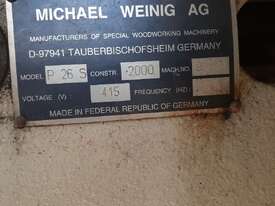 MICHAEL WEINIG AG
MANUFACTURERS OF SPECIAL WOODWORKING MACHINERY
D-97941 TAUBERBISCHOFSHEIM GERMANY
MODEL P 26 S CONSTR. 2000 MACH.NO.
VOLTAGE (V) 415 FREQUENCY (HZ)
MADE IN FEDERAL REPUBLIC OF GERMANY